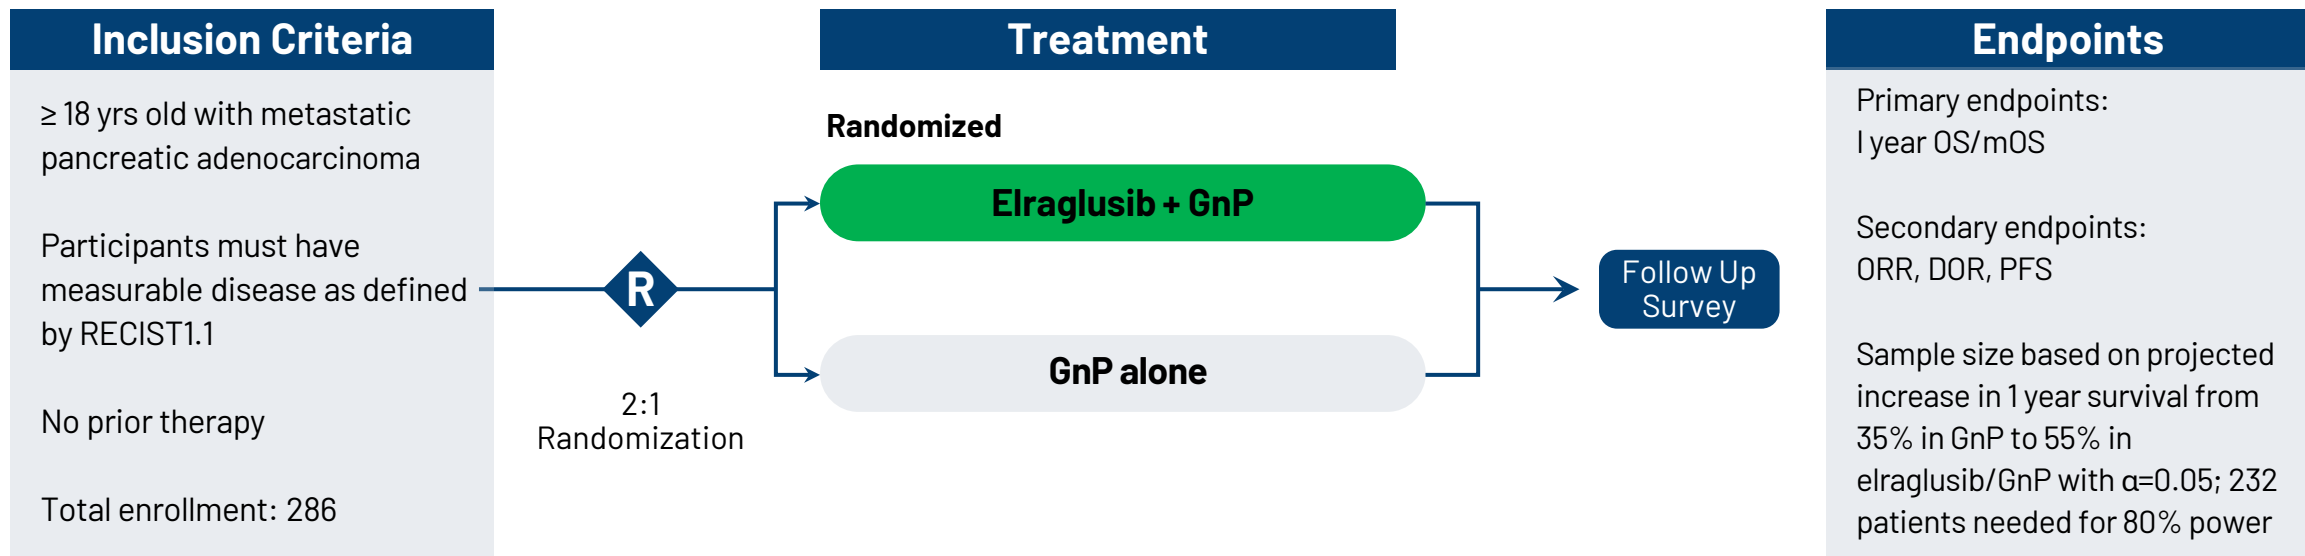 Inclusion Criteria
≥ 18 yrs old with metastatic
pancreatic adenocarcinoma
Participants must have
measurable disease as defined
by RECIST1.1
No prior therapy
Total enrollment: 286
R
2:1
Randomization
Treatment
Randomized
Elraglusib + GnP
GnP alone
Follow Up
Survey
Endpoints
Primary endpoints:
I year OS/mOS
Secondary endpoints:
ORR, DOR, PFS
Sample size based on projected
increase in 1 year survival from
35% in GnP to 55% in
elraglusib/GnP with α=0.05; 232
patients needed for 80% power